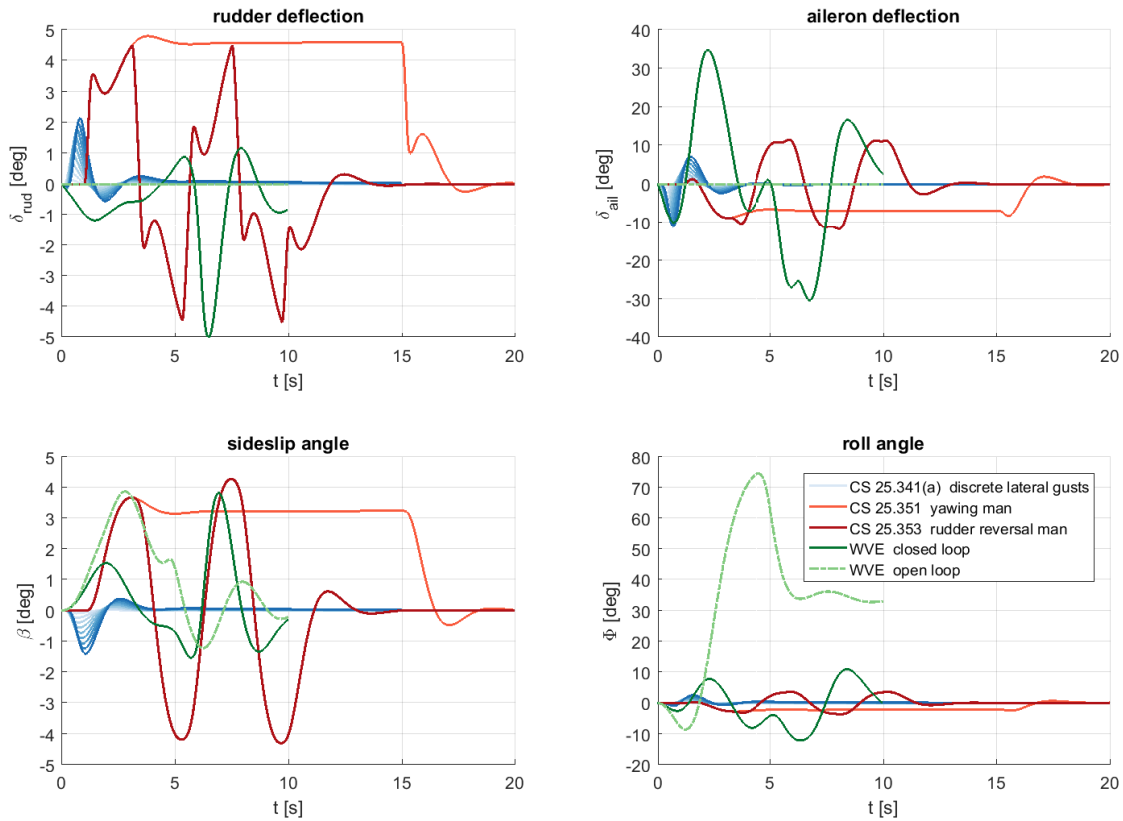 rudder deflection
5
4
3
2
1
0
-1
-2
-3
-4
-5
δrud [deg]
0 5 10 15 20
t [s]
aileron deflection
40
30
20
10
0
-10
-20
-30
-40
δail [deg]
0 5 10 15 20
t [s]
sideslip angle
5
4
3
2
1
0
-1
-2
-3
-4
-5
β [deg]
0 5 10 15 20
t [s]
roll angle
80
70
60
50
40
30
20
10
0
-10
-20
Φ [deg]
0 5 10 15 20
t [s]
CS 25.341(a) discrete lateral gusts
CS 25.351 yawing man
CS 25.353 rudder reversal man
WVE closed loop
WVE open loop